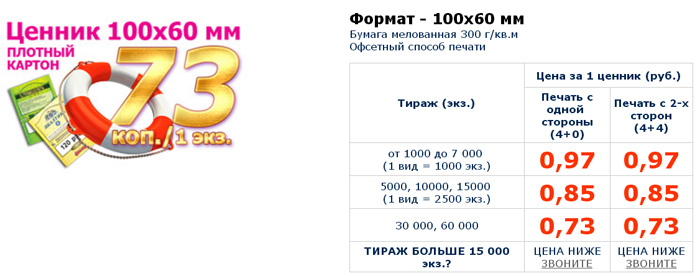 Ценник 100х60 мм
ПЛОТНЫЙ
КАРТОН
73
КОП./1 экз.
120 р
Формат - 100х60 мм
Бумага мелованная 300 г/кв.м
Офсетный способ печати
Тираж (экз.)
Цена за 1 ценник (руб.)
Печать с одной стороны (4+0)
Печать с 2-х сторон (4+4)
от 1000 до 7 000
(1 вид = 1000 экз.)
0,97
0,97
5000, 10000, 15000
(1 вид = 2500 экз.)
0,85
0,85
30 000, 60 000
0,73
0,73
ТИРАЖ БОЛЬШЕ 15 000
экз.?
ЦЕНА НИЖЕ
ЗВОНИТЕ
ЦЕНА НИЖЕ
ЗВОНИТЕ